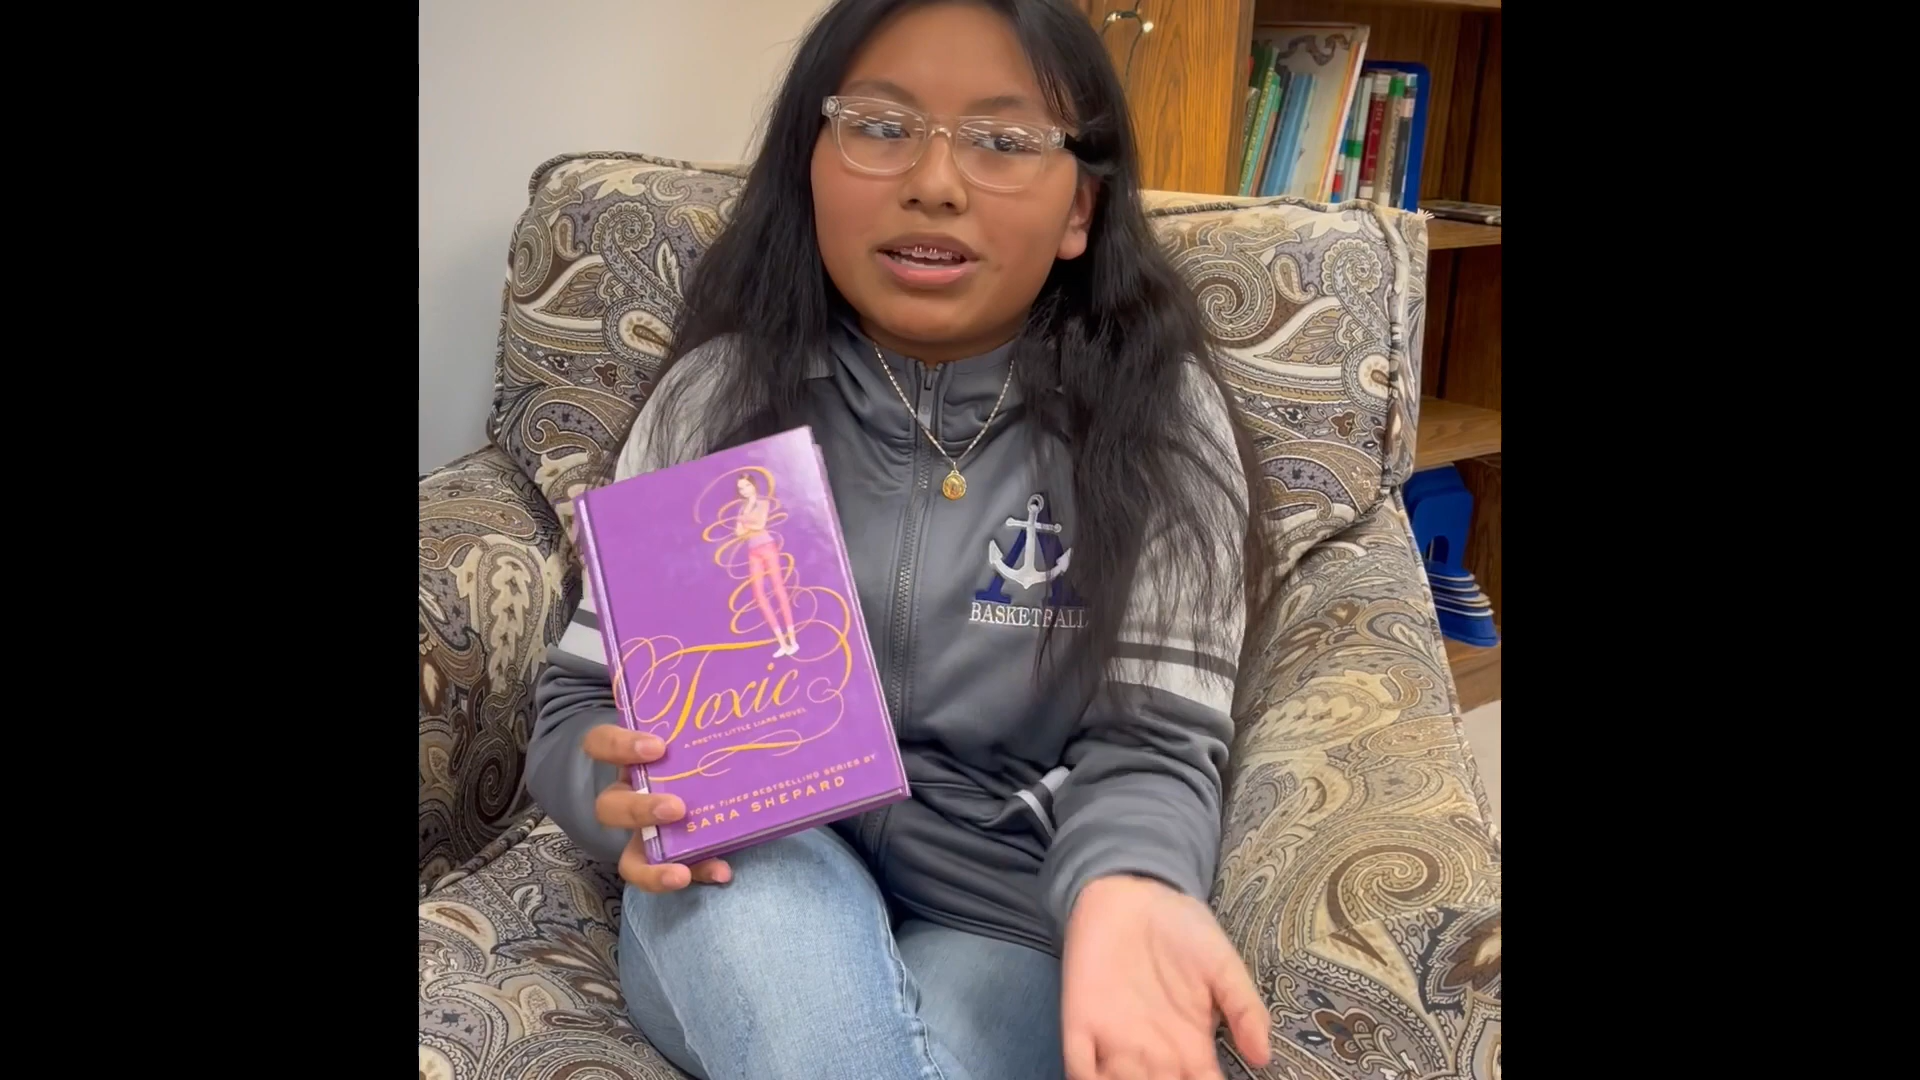 Toxic
A PRETTY LITTLE LIARS NOVEL
YORK TIMES BESTSELLING SERIES BY
SARA SHEPARD
A
BASKETBALL